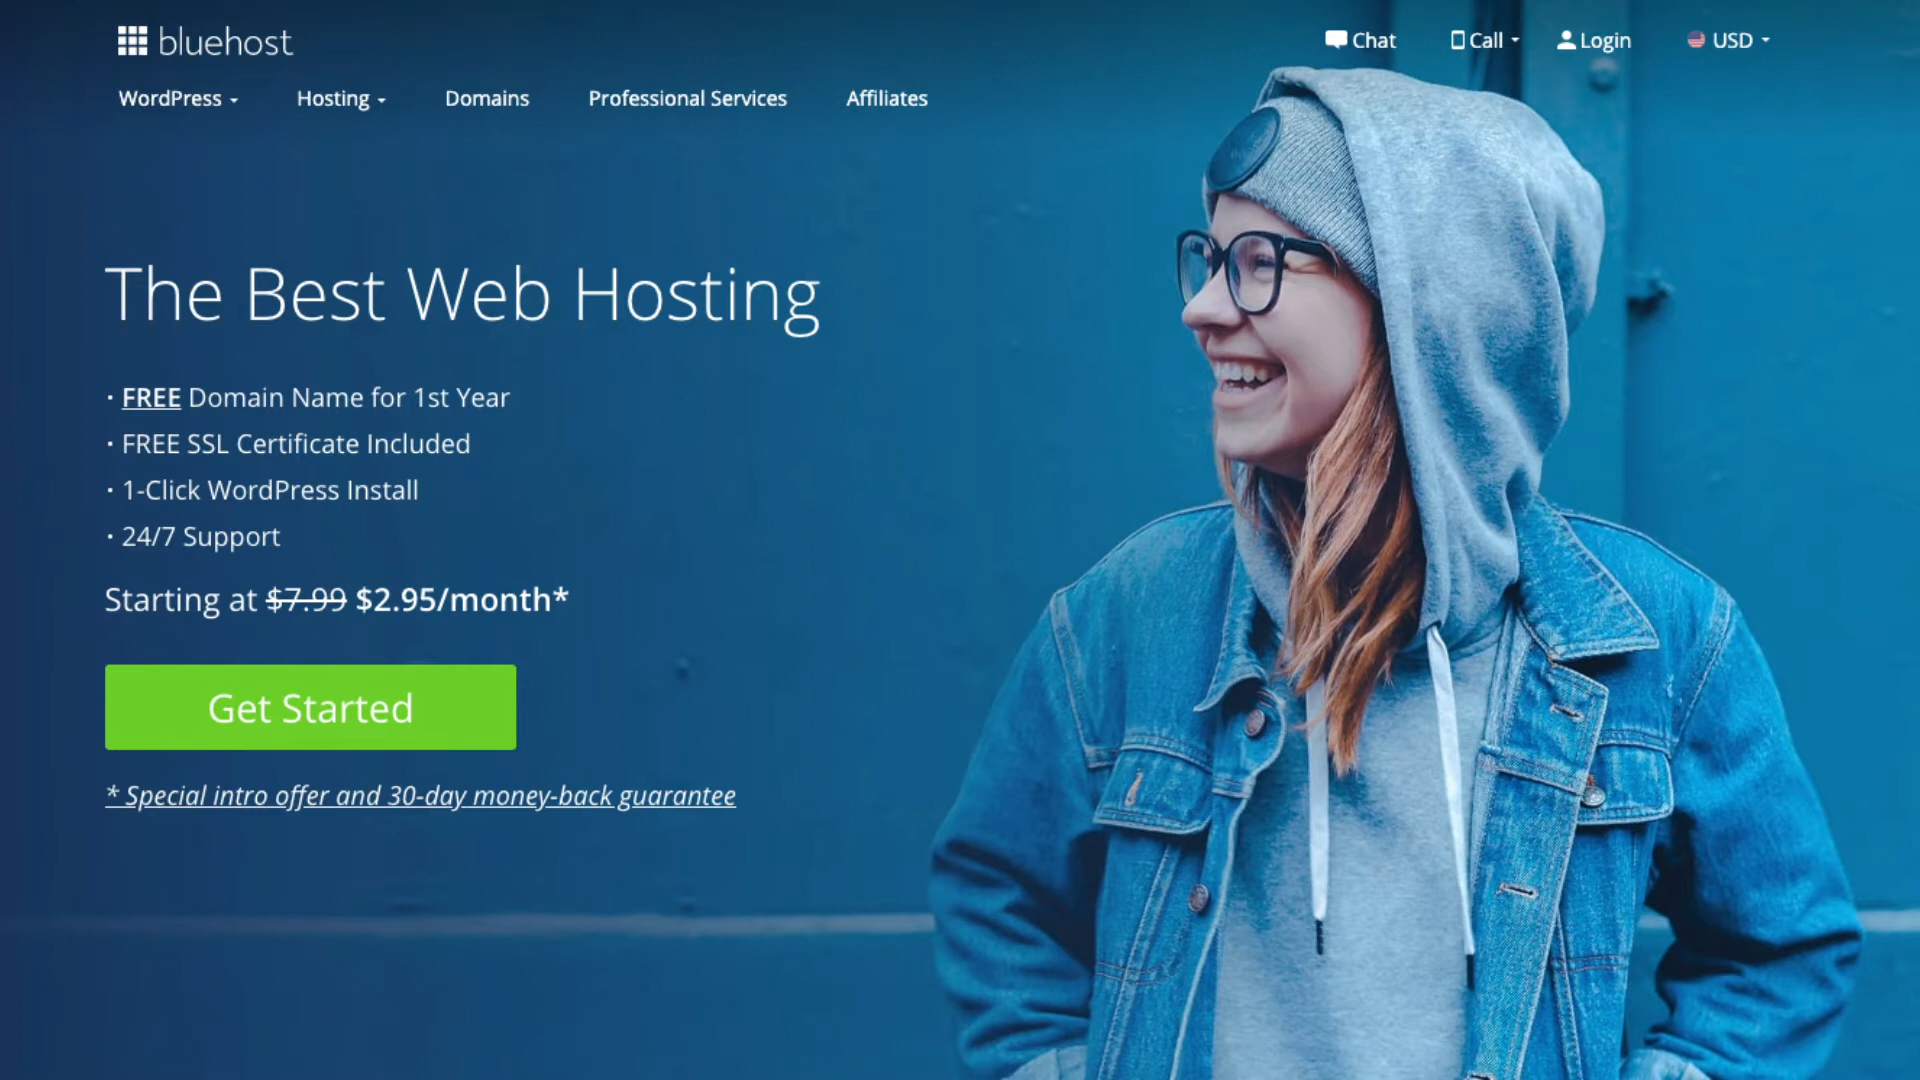 bluehost
Chat
Call
Login
USD
WordPress
Hosting
Domains
Professional Services
Affiliates
The Best Web Hosting
· FREE Domain Name for 1st Year
· FREE SSL Certificate Included
· 1-Click WordPress Install
· 24/7 Support
Starting at $7.99 $2.95/month*
Get Started
* Special intro offer and 30-day money-back guarantee